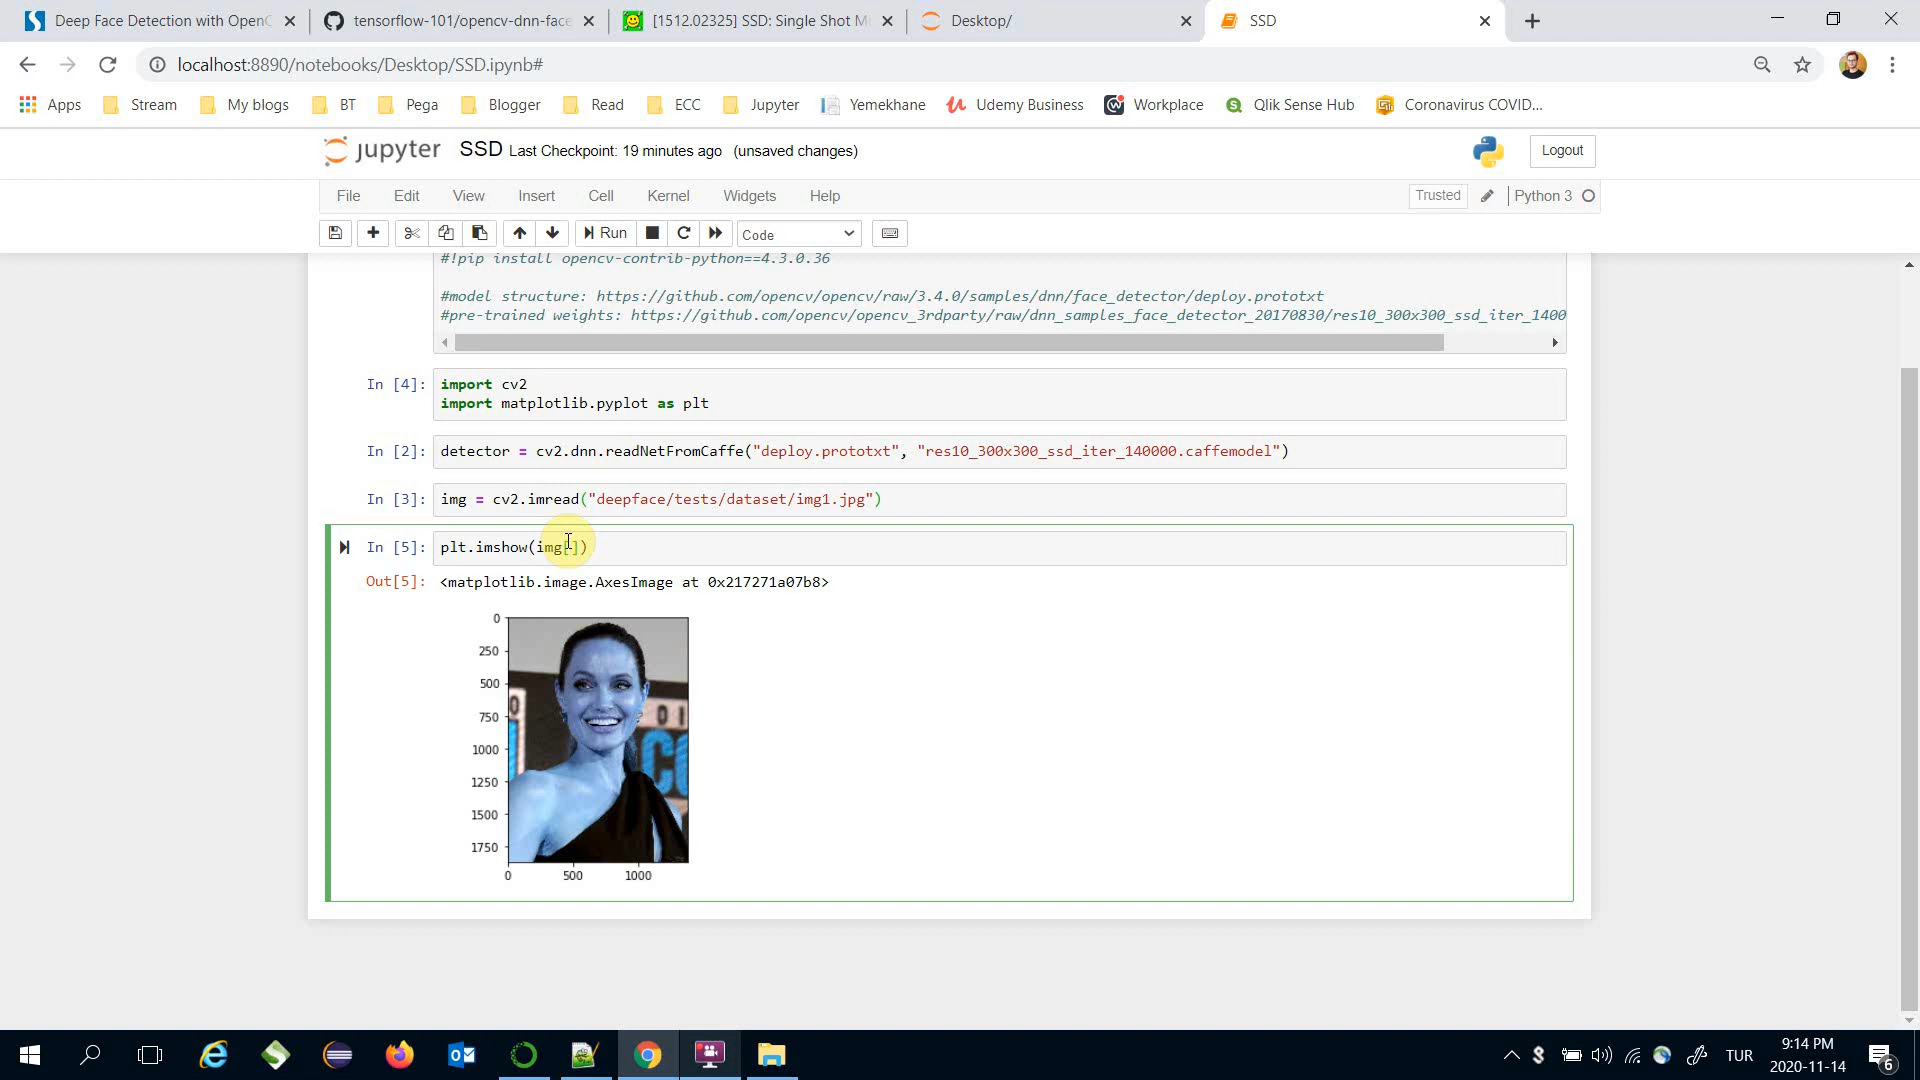 Deep Face Detection with OpenC
tensorflow-101/opencv-dnn-face
[1512.02325] SSD: Single Shot M
Desktop/
SSD
localhost:8890/notebooks/Desktop/SSD.ipynb#
Apps Stream My blogs BT Pega Blogger Read ECC Jupyter Yemekhane Udemy Business Workplace Qlik Sense Hub Coronavirus COVID...
jupyter SSD Last Checkpoint: 19 minutes ago (unsaved changes) Logout
File Edit View Insert Cell Kernel Widgets Help Trusted Python 3
Run Code
#!pip install opencv-contrib-python==4.3.0.36
#model structure: https://github.com/opencv/opencv/raw/3.4.0/samples/dnn/face_detector/deploy.prototxt
#pre-trained weights: https://github.com/opencv/opencv_3rdparty/raw/dnn_samples_face_detector_20170830/res10_300x300_ssd_iter_1400
In [4]: import cv2
import matplotlib.pyplot as plt
In [2]: detector = cv2.dnn.readNetFromCaffe("deploy.prototxt", "res10_300x300_ssd_iter_140000.caffemodel")
In [3]: img = cv2.imread("deepface/tests/dataset/img1.jpg")
In [5]: plt.imshow(img[])
Out[5]: <matplotlib.image.AxesImage at 0x217271a07b8>
0
250
500
750
1000
1250
1500
1750
0 500 1000
TUR
9:14 PM
2020-11-14
6